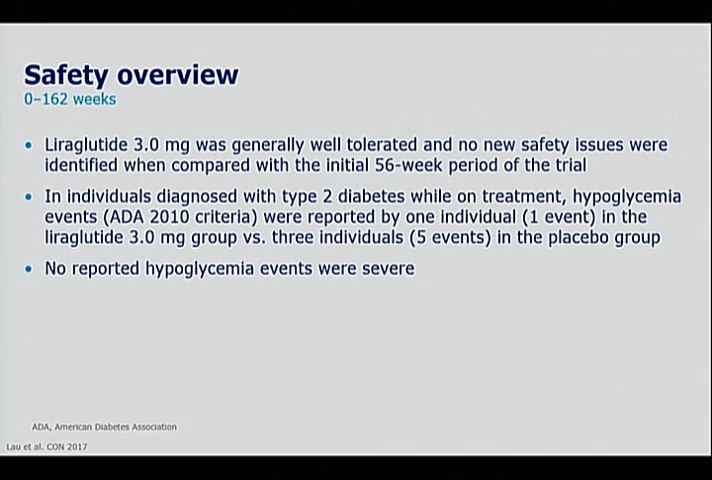 Safety overview
0–162 weeks
• Liraglutide 3.0 mg was generally well tolerated and no new safety issues were
identified when compared with the initial 56-week period of the trial
• In individuals diagnosed with type 2 diabetes while on treatment, hypoglycemia
events (ADA 2010 criteria) were reported by one individual (1 event) in the
liraglutide 3.0 mg group vs. three individuals (5 events) in the placebo group
• No reported hypoglycemia events were severe
ADA, American Diabetes Association
Lau et al. CON 2017